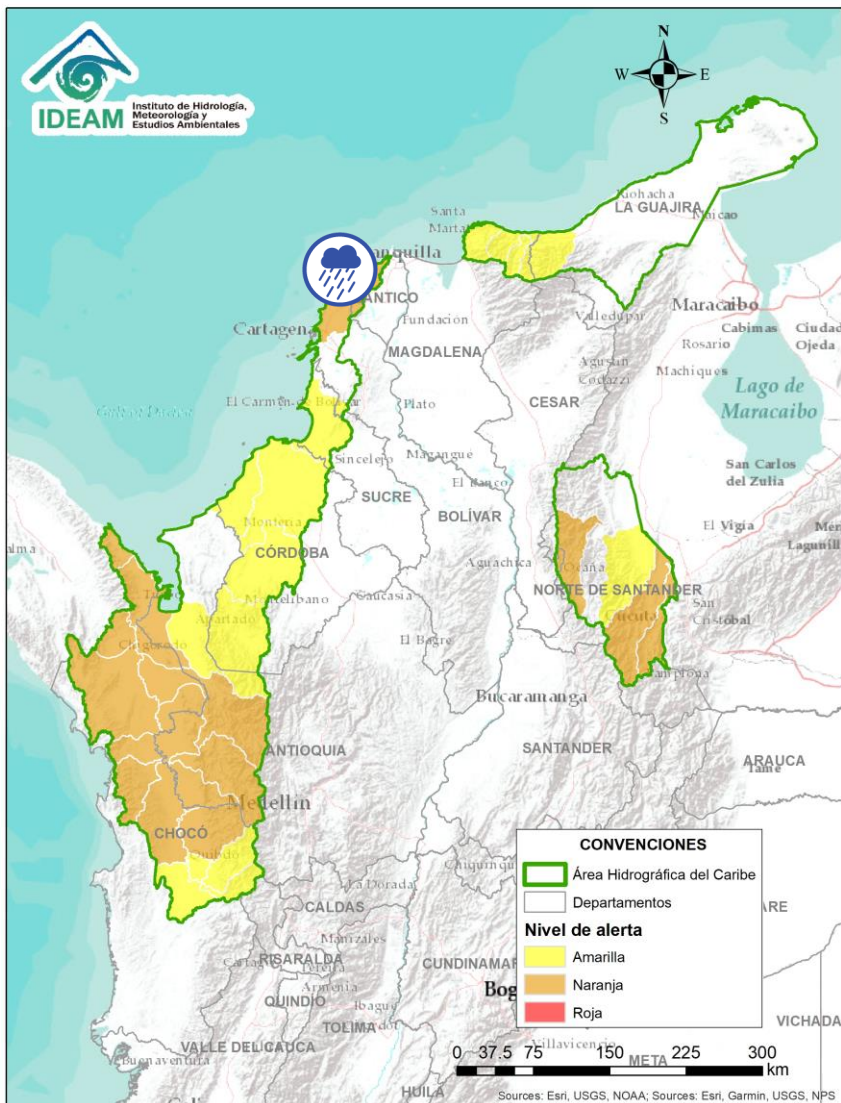 IDEAM
Instituto de Hidrología,
Meteorología y
Estudios Ambientales
N
W
E
S
Riohacha
LA GUAJIRA
Maicao
Santa
Marta
Maracaibo
Cabimas
Ciudad
Ojeda
Cartagena
Fundación
Valledupar
Rosario
Machiques
MAGDALENA
Agustín
Codazzi
Lago de
Maracaibo
CESAR
El Carmen de Bolívar
Plato
Sincelejo
Magangué
San Carlos
del Zulia
El Banco
SUCRE
BOLÍVAR
El Vigía
Montería
CÓRDOBA
Aguachica
Ocaña
NORTE DE SANTANDER
Montelibano
Caucasia
San
Cristóbal
Apartadó
Cúcuta
Chigorodó
El Bagre
Pamplona
Bucaramanga
ANTIOQUIA
SANTANDER
ARAUCA
Tame
Medellín
CHOCÓ
Quibdó
La Dorada
CALDAS
Manizales
RISARALDA
Pereira
Armenia
QUINDÍO
Ibagué
TOLIMA
VALLE DEL CAUCA
Buenaventura
HUILA
Villavicencio
META
VICHADA
CONVENCIONES
Área Hidrográfica del Caribe
Departamentos
Nivel de alerta
Amarilla
Naranja
Roja
0 37.5 75 150 225 300
km
Sources: Esri, USGS, NOAA; Sources: Esri, Garmin, USGS, NPS